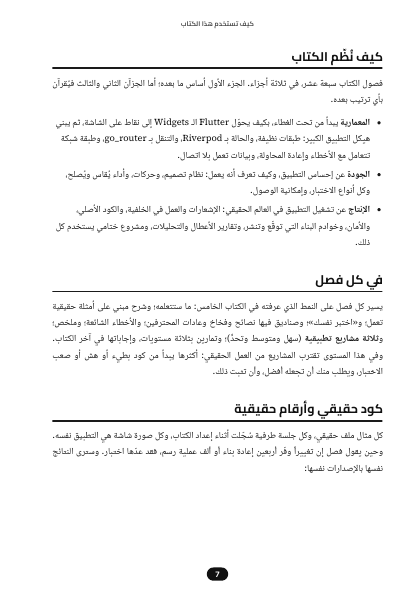 كيف تستخدم هذا الكتاب
كيف نُظِّم الكتاب
فصول الكتاب سبعة عشر، في ثلاثة أجزاء. الجزء الأول أساس ما بعده؛ أما الجزآن الثاني والثالث فيُقرآن
بأي ترتيب بعده.
• المعمارية يبدأ من تحت الغطاء، بكيف يحوّل Flutter الـ Widgets إلى نقاط على الشاشة، ثم يبني
هيكل التطبيق الكبير: طبقات نظيفة، والحالة بـ Riverpod، والتنقل بـ go_router، وطبقة شبكة
تتعامل مع الأخطاء وإعادة المحاولة، وبيانات تعمل بلا اتصال.
• الجودة عن إحساس التطبيق، وكيف تعرف أنه يعمل: نظام تصميم، وحركات، وأداء يُقاس ويُصلح،
وكل أنواع الاختبار، وإمكانية الوصول.
• الإنتاج عن تشغيل التطبيق في العالم الحقيقي: الإشعارات والعمل في الخلفية، والكود الأصلي،
والأمان، وخوادم البناء التي توقّع وتنشر، وتقارير الأعطال والتحليلات، ومشروع ختامي يستخدم كل
ذلك.
في كل فصل
يسير كل فصل على النمط الذي عرفته في الكتاب الخامس: ما ستتعلمه؛ وشرح مبني على أمثلة حقيقية
تعمل؛ و«اختبر نفسك»؛ وصناديق فيها نصائح وفخاخ وعادات المحترفين؛ والأخطاء الشائعة؛ وملخص؛
وثلاثة مشاريع تطبيقية (سهل ومتوسط وتحدٍّ)؛ وتمارين بثلاثة مستويات، وإجاباتها في آخر الكتاب.
وفي هذا المستوى تقترب المشاريع من العمل الحقيقي: أكثرها يبدأ من كود بطيء أو هش أو صعب
الاختبار، ويطلب منك أن تجعله أفضل، وأن تثبت ذلك.
كود حقيقي وأرقام حقيقية
كل مثال ملف حقيقي، وكل جلسة طرفية سُجّلت أثناء إعداد الكتاب، وكل صورة شاشة هي التطبيق نفسه.
وحين يقول فصل إن تغييرًا وفّر أربعين إعادة بناء أو ألف عملية رسم، فقد عدّها اختبار. وسترى النتائج
نفسها بالإصدارات نفسها:
7